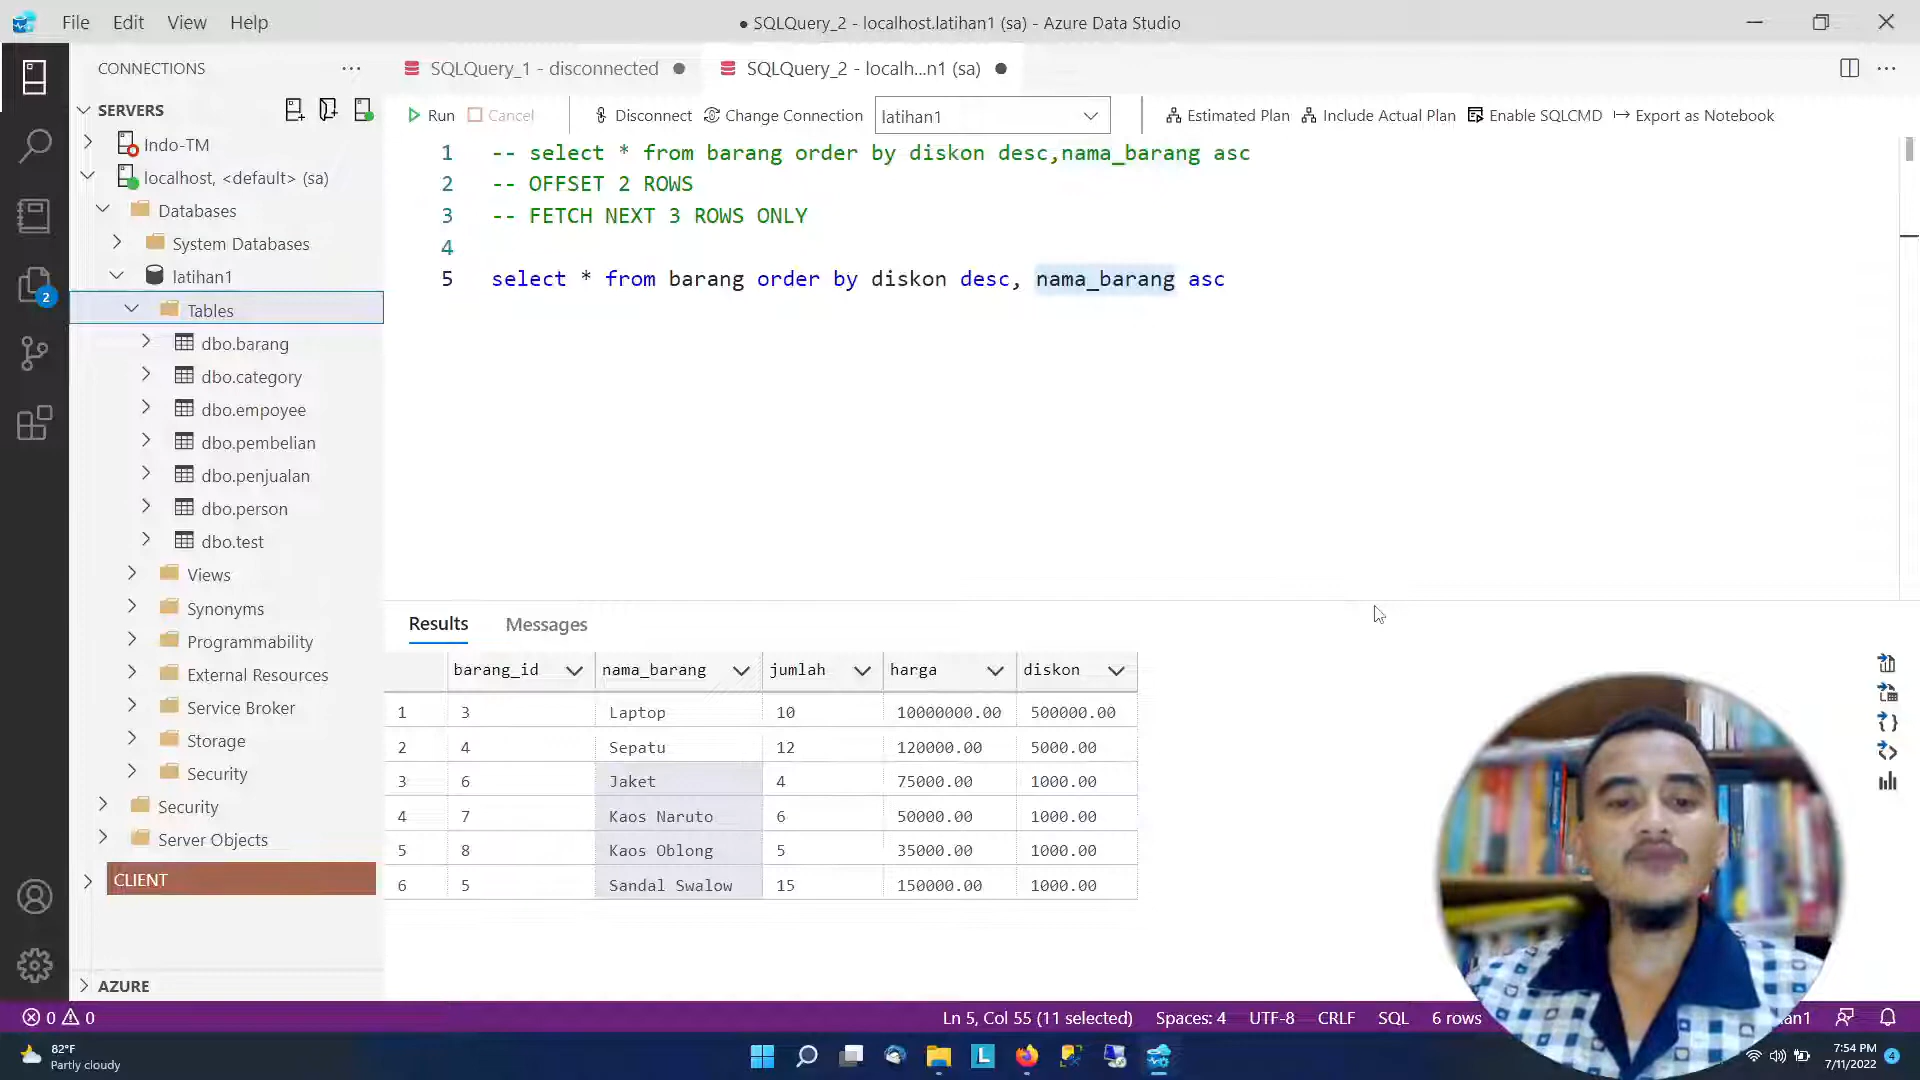 File Edit View Help
● SQLQuery_2 - localhost.latihan1 (sa) - Azure Data Studio
CONNECTIONS
SQLQuery_1 - disconnected
SQLQuery_2 - localh...n1 (sa)
SERVERS
Run Cancel Disconnect Change Connection latihan1 Estimated Plan Include Actual Plan Enable SQLCMD Export as Notebook
Indo-TM
localhost, <default> (sa)
Databases
System Databases
latihan1
Tables
dbo.barang
dbo.category
dbo.empoyee
dbo.pembelian
dbo.penjualan
dbo.person
dbo.test
Views
Synonyms
Programmability
External Resources
Service Broker
Storage
Security
Security
Server Objects
CLIENT
AZURE
2
1 -- select * from barang order by diskon desc,nama_barang asc
2 -- OFFSET 2 ROWS
3 -- FETCH NEXT 3 ROWS ONLY
4
5 select * from barang order by diskon desc, nama_barang asc
Results Messages
barang_id nama_barang jumlah harga diskon
1 3 Laptop 10 10000000.00 500000.00
2 4 Sepatu 12 120000.00 5000.00
3 6 Jaket 4 75000.00 1000.00
4 7 Kaos Naruto 6 50000.00 1000.00
5 8 Kaos Oblong 5 35000.00 1000.00
6 5 Sandal Swalow 15 150000.00 1000.00
0 0 Ln 5, Col 55 (11 selected) Spaces: 4 UTF-8 CRLF SQL 6 rows an1
82°F
Partly cloudy
7:54 PM
7/11/2022
4